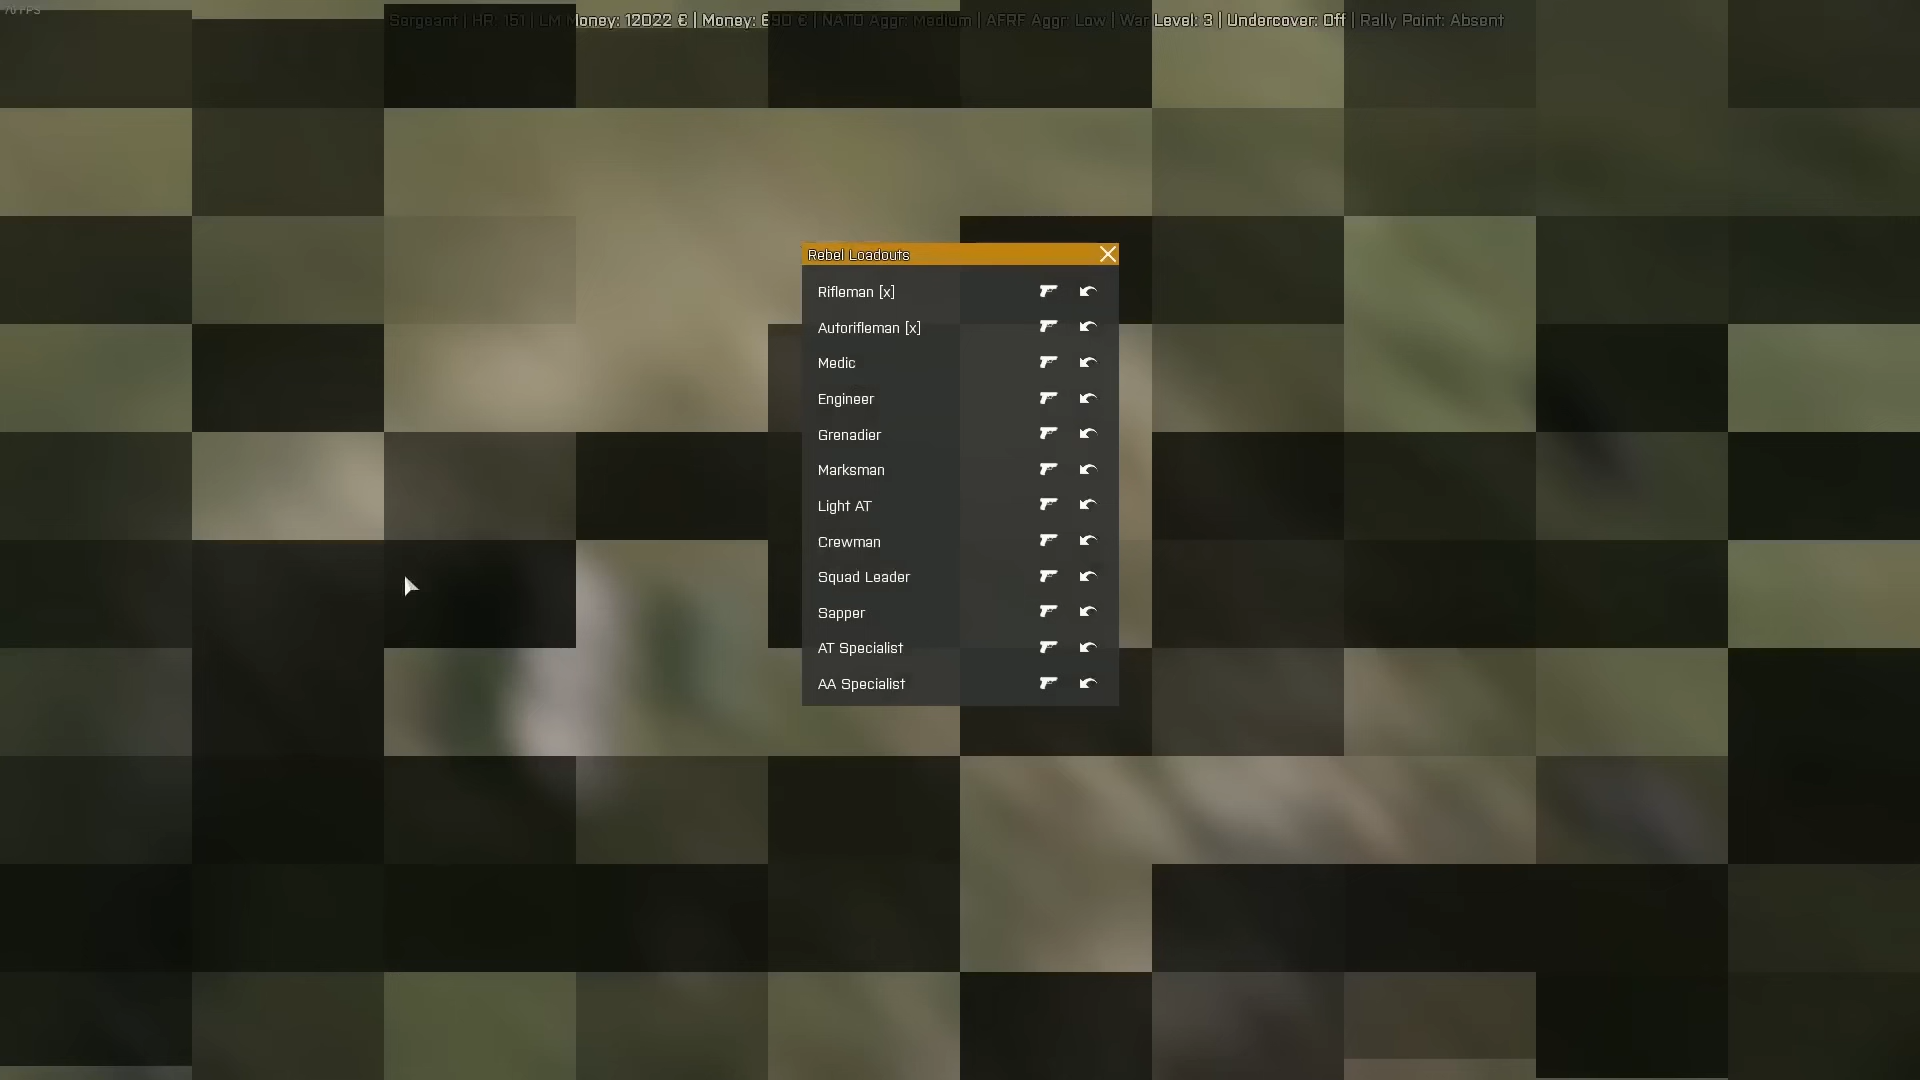 70 FPS
Sergeant | HR: 151 | LM Money: 12022 € | Money: 690 € | NATO Aggr: Medium | AFRF Aggr: Low | War Level: 3 | Undercover: Off | Rally Point: Absent
Rebel Loadouts
Rifleman [x]
Autorifleman [x]
Medic
Engineer
Grenadier
Marksman
Light AT
Crewman
Squad Leader
Sapper
AT Specialist
AA Specialist